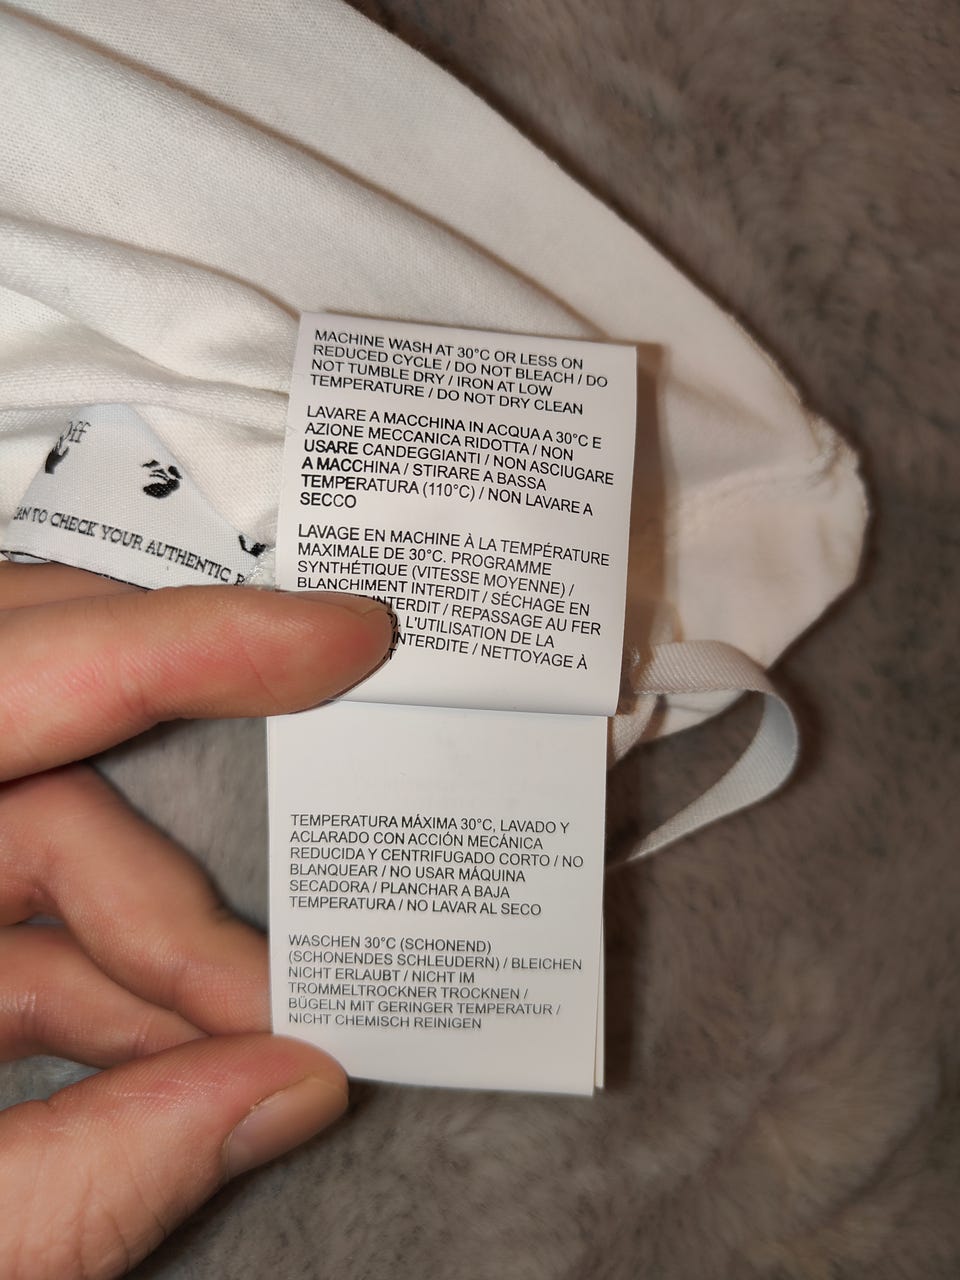 Off
AN TO CHECK YOUR AUTHENTIC
MACHINE WASH AT 30°C OR LESS ON
REDUCED CYCLE / DO NOT BLEACH / DO
NOT TUMBLE DRY / IRON AT LOW
TEMPERATURE / DO NOT DRY CLEAN
LAVARE A MACCHINA IN ACQUA A 30°C E
AZIONE MECCANICA RIDOTTA / NON
USARE CANDEGGIANTI / NON ASCIUGARE
A MACCHINA / STIRARE A BASSA
TEMPERATURA (110°C) / NON LAVARE A
SECCO
LAVAGE EN MACHINE À LA TEMPÉRATURE
MAXIMALE DE 30°C. PROGRAMME
SYNTHÉTIQUE (VITESSE MOYENNE) /
BLANCHIMENT INTERDIT / SÉCHAGE EN
INTERDIT / REPASSAGE AU FER
L'UTILISATION DE LA
INTERDITE / NETTOYAGE À
TEMPERATURA MÁXIMA 30°C, LAVADO Y
ACLARADO CON ACCIÓN MECÁNICA
REDUCIDA Y CENTRIFUGADO CORTO / NO
BLANQUEAR / NO USAR MÁQUINA
SECADORA / PLANCHAR A BAJA
TEMPERATURA / NO LAVAR AL SECO
WASCHEN 30°C (SCHONEND)
(SCHONENDES SCHLEUDERN) / BLEICHEN
NICHT ERLAUBT / NICHT IM
TROMMELTROCKNER TROCKNEN /
BÜGELN MIT GERINGER TEMPERATUR /
NICHT CHEMISCH REINIGEN